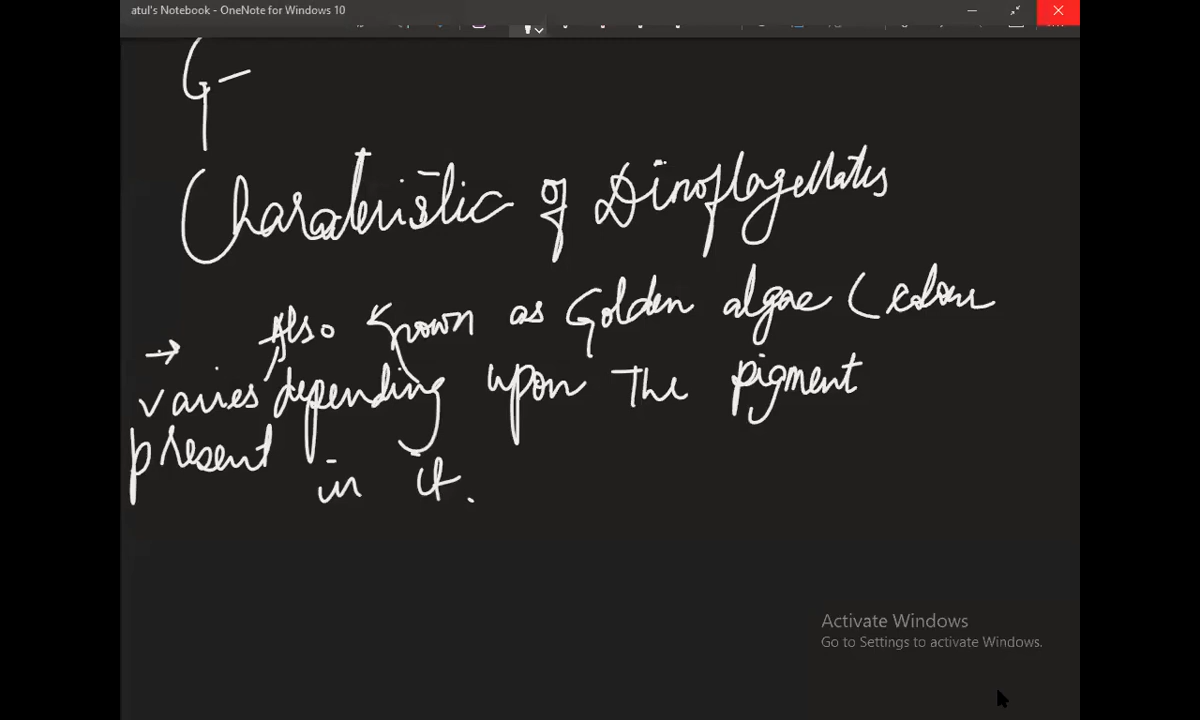 atul's Notebook - OneNote for Windows 10
G-
Charateristic of Dinoflagellates
→ Also known as Golden algae (colour
varies depending upon The pigment
present in it.
Activate Windows
Go to Settings to activate Windows.